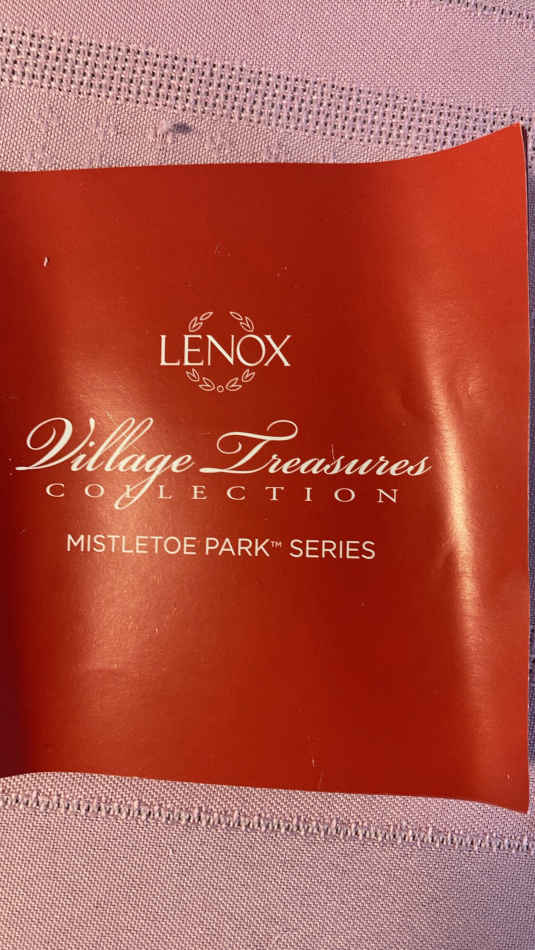 LENOX
Village Treasures
COLLECTION
MISTLETOE PARK™ SERIES